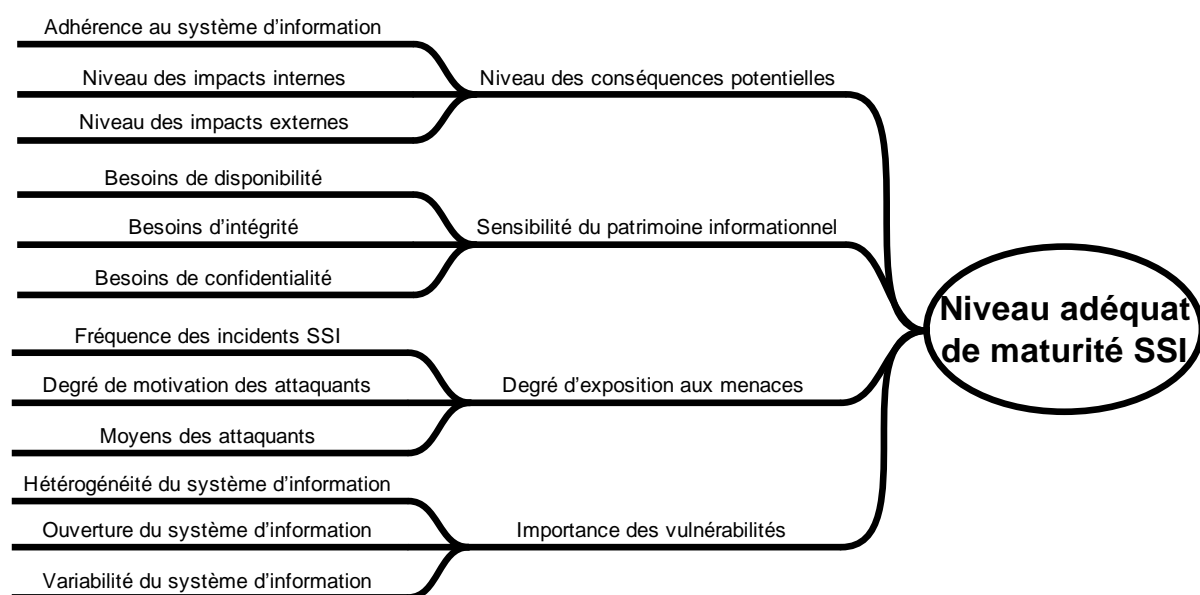 Adhérence au système d’information
Niveau des impacts internes
Niveau des impacts externes
Niveau des conséquences potentielles
Besoins de disponibilité
Besoins d’intégrité
Besoins de confidentialité
Sensibilité du patrimoine informationnel
Fréquence des incidents SSI
Degré de motivation des attaquants
Moyens des attaquants
Degré d’exposition aux menaces
Hétérogénéité du système d’information
Ouverture du système d’information
Variabilité du système d’information
Importance des vulnérabilités
Niveau adéquat
de maturité SSI